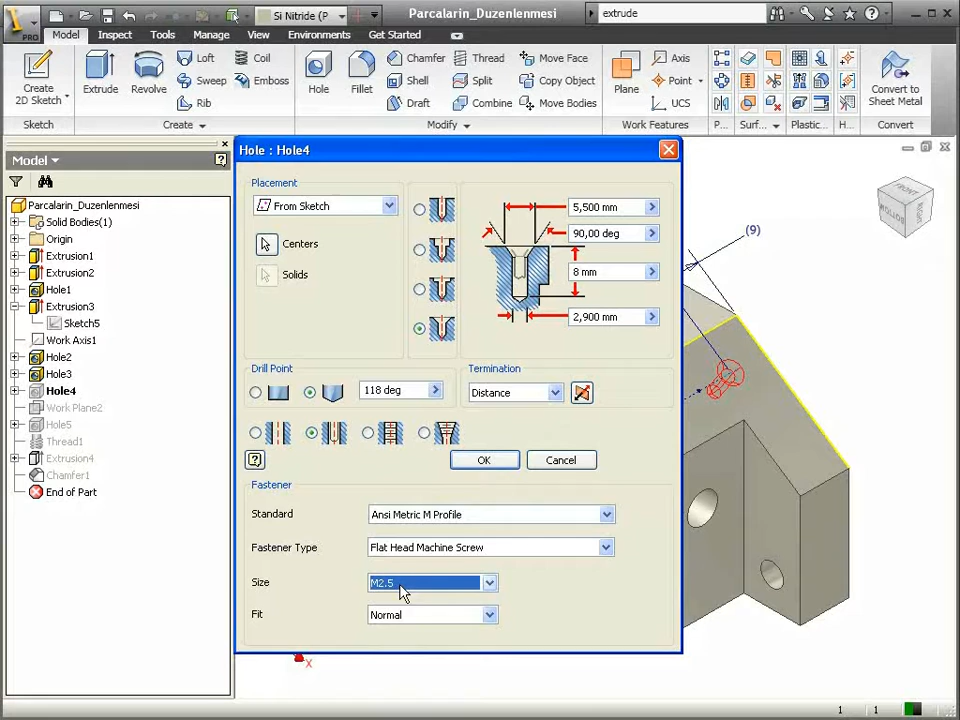 Si Nitride (P
Parcalarin_Duzenlenmesi
extrude
PRO
Model
Inspect
Tools
Manage
View
Environments
Get Started
Create
2D Sketch
Extrude
Revolve
Loft
Sweep
Rib
Coil
Emboss
Hole
Fillet
Chamfer
Shell
Draft
Thread
Split
Combine
Move Face
Copy Object
Move Bodies
Plane
Axis
Point
UCS
Convert to
Sheet Metal
Sketch
Create
Modify
Work Features
P...
Surf...
Plastic...
H...
Convert
Model
Parcalarin_Duzenlenmesi
Solid Bodies(1)
Origin
Extrusion1
Extrusion2
Hole1
Extrusion3
Sketch5
Work Axis1
Hole2
Hole3
Hole4
Work Plane2
Hole5
Thread1
Extrusion4
Chamfer1
End of Part
Hole : Hole4
Placement
From Sketch
Centers
Solids
5,500 mm
90,00 deg
8 mm
2,900 mm
Drill Point
118 deg
Termination
Distance
OK
Cancel
Fastener
Standard
Ansi Metric M Profile
Fastener Type
Flat Head Machine Screw
Size
M2.5
Fit
Normal
(9)
FRONT
RIGHT
BOTTOM
X
1
1